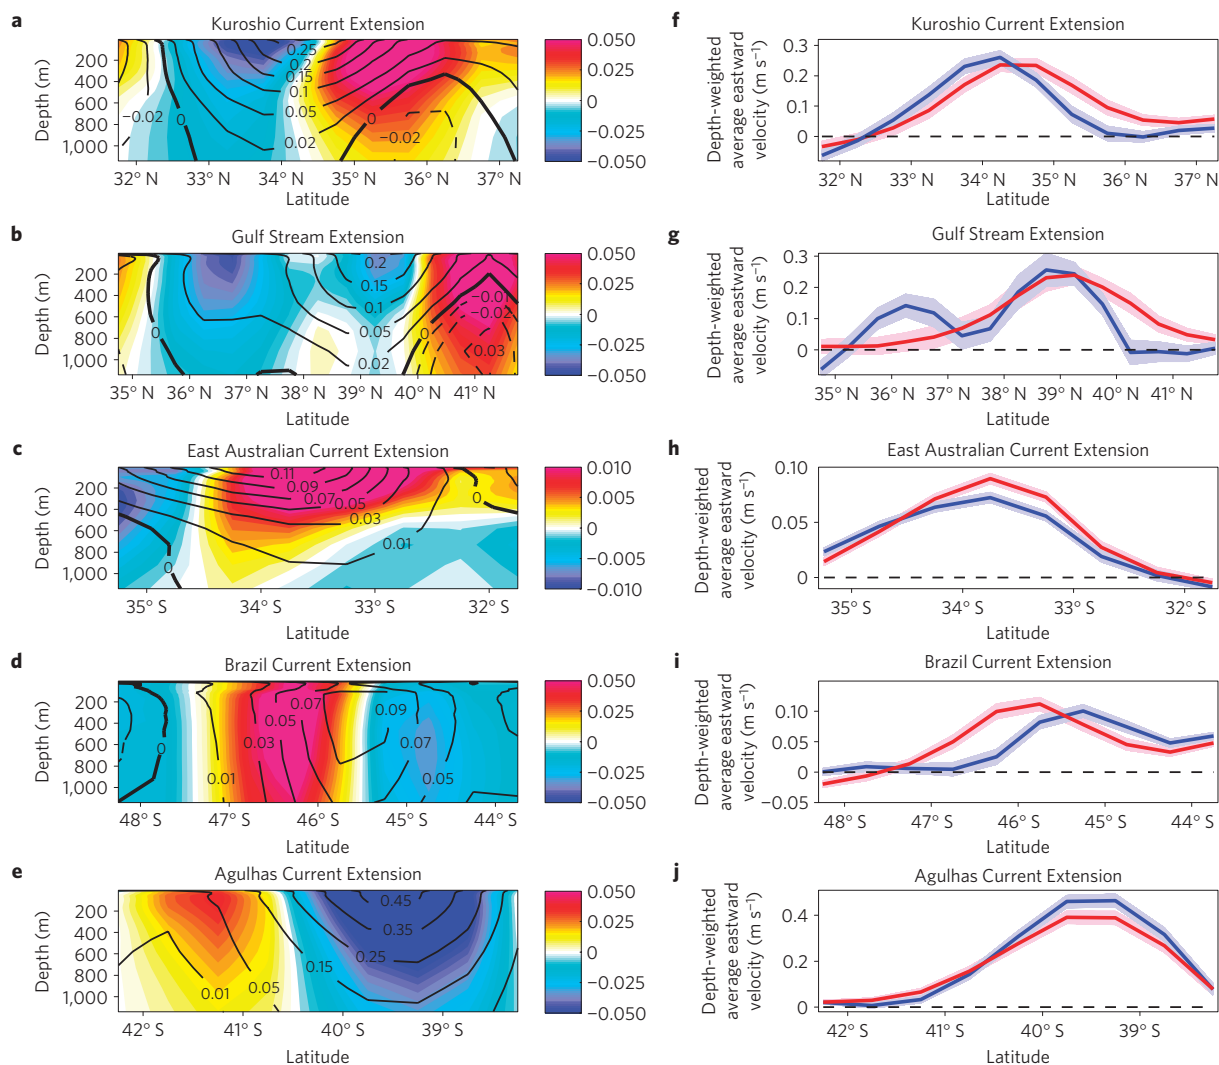 a
Kuroshio Current Extension
Depth (m)
200
400
600
800
1,000
0.25
0.2
0.15
0.1
0.05
0.02
0
−0.02
0
−0.02
32° N
33° N
34° N
35° N
36° N
37° N
Latitude
0.050
0.025
0
−0.025
−0.050
f
Kuroshio Current Extension
Depth-weighted
average eastward
velocity (m s⁻¹)
0.3
0.2
0.1
0
32° N
33° N
34° N
35° N
36° N
37° N
Latitude
b
Gulf Stream Extension
Depth (m)
200
400
600
800
1,000
0.2
0.15
0.1
0.05
0.02
0
0
−0.01
−0.02
0.03
35° N
36° N
37° N
38° N
39° N
40° N
41° N
Latitude
0.050
0.025
0
−0.025
−0.050
g
Gulf Stream Extension
Depth-weighted
average eastward
velocity (m s⁻¹)
0.3
0.2
0.1
0
35° N
36° N
37° N
38° N
39° N
40° N
41° N
Latitude
c
East Australian Current Extension
Depth (m)
200
400
600
800
1,000
0.11
0.09
0.07
0.05
0.03
0.01
0
0
35° S
34° S
33° S
32° S
Latitude
0.010
0.005
0
−0.005
−0.010
h
East Australian Current Extension
Depth-weighted
average eastward
velocity (m s⁻¹)
0.10
0.05
0
35° S
34° S
33° S
32° S
Latitude
d
Brazil Current Extension
Depth (m)
200
400
600
800
1,000
0
0.01
0.03
0.05
0.07
0.09
0.07
0.05
48° S
47° S
46° S
45° S
44° S
Latitude
0.050
0.025
0
−0.025
−0.050
i
Brazil Current Extension
Depth-weighted
average eastward
velocity (m s⁻¹)
0.10
0.05
0
−0.05
48° S
47° S
46° S
45° S
44° S
Latitude
e
Agulhas Current Extension
Depth (m)
200
400
600
800
1,000
0.01
0.05
0.15
0.25
0.35
0.45
42° S
41° S
40° S
39° S
Latitude
0.050
0.025
0
−0.025
−0.050
j
Agulhas Current Extension
Depth-weighted
average eastward
velocity (m s⁻¹)
0.4
0.2
0
42° S
41° S
40° S
39° S
Latitude